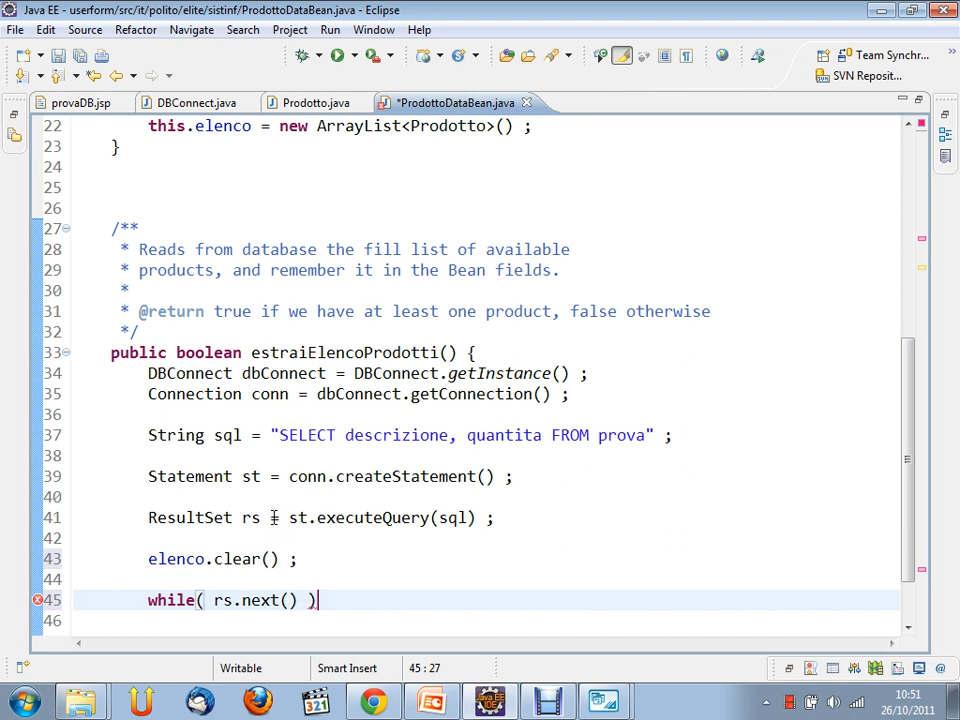 Java EE - userform/src/it/polito/elite/sistinf/ProdottoDataBean.java - Eclipse
File Edit Source Refactor Navigate Search Project Run Window Help
Team Synchr...
SVN Reposit...
provaDB.jsp DBConnect.java Prodotto.java *ProdottoDataBean.java
22 this.elenco = new ArrayList<Prodotto>() ;
23 }
24
25
26
27 /**
28 * Reads from database the fill list of available
29 * products, and remember it in the Bean fields.
30 *
31 * @return true if we have at least one product, false otherwise
32 */
33 public boolean estraiElencoProdotti() {
34 DBConnect dbConnect = DBConnect.getInstance() ;
35 Connection conn = dbConnect.getConnection() ;
36
37 String sql = "SELECT descrizione, quantita FROM prova" ;
38
39 Statement st = conn.createStatement() ;
40
41 ResultSet rs = st.executeQuery(sql) ;
42
43 elenco.clear() ;
44
45 while( rs.next() )
46
Writable Smart Insert 45 : 27
10:51
26/10/2011